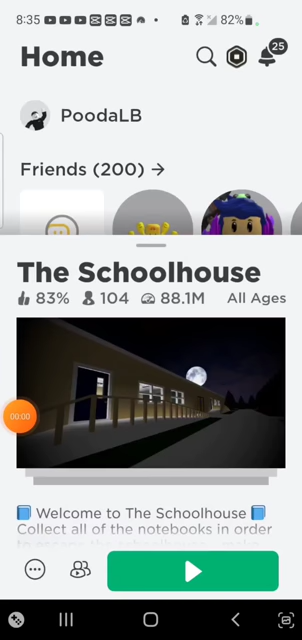 8:35 82%
Home
25
PoodaLB
Friends (200) →
The Schoolhouse
83% 104 88.1M All Ages
00:00
📘 Welcome to The Schoolhouse 📘
Collect all of the notebooks in order